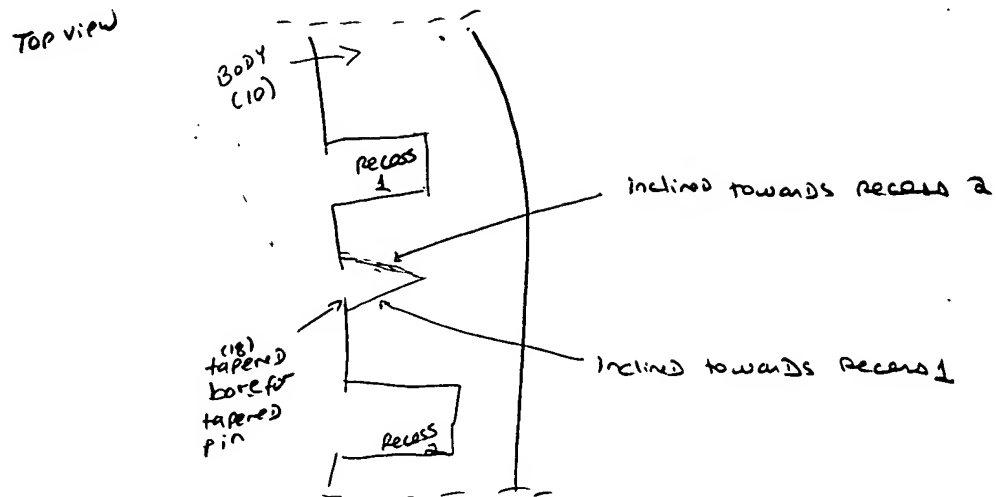 Top view
BODY
(10)
Recess
1
inclined towards recess 2
(18)
tapered
bore for
tapered
pin
inclined towards recess 1
Recess
2